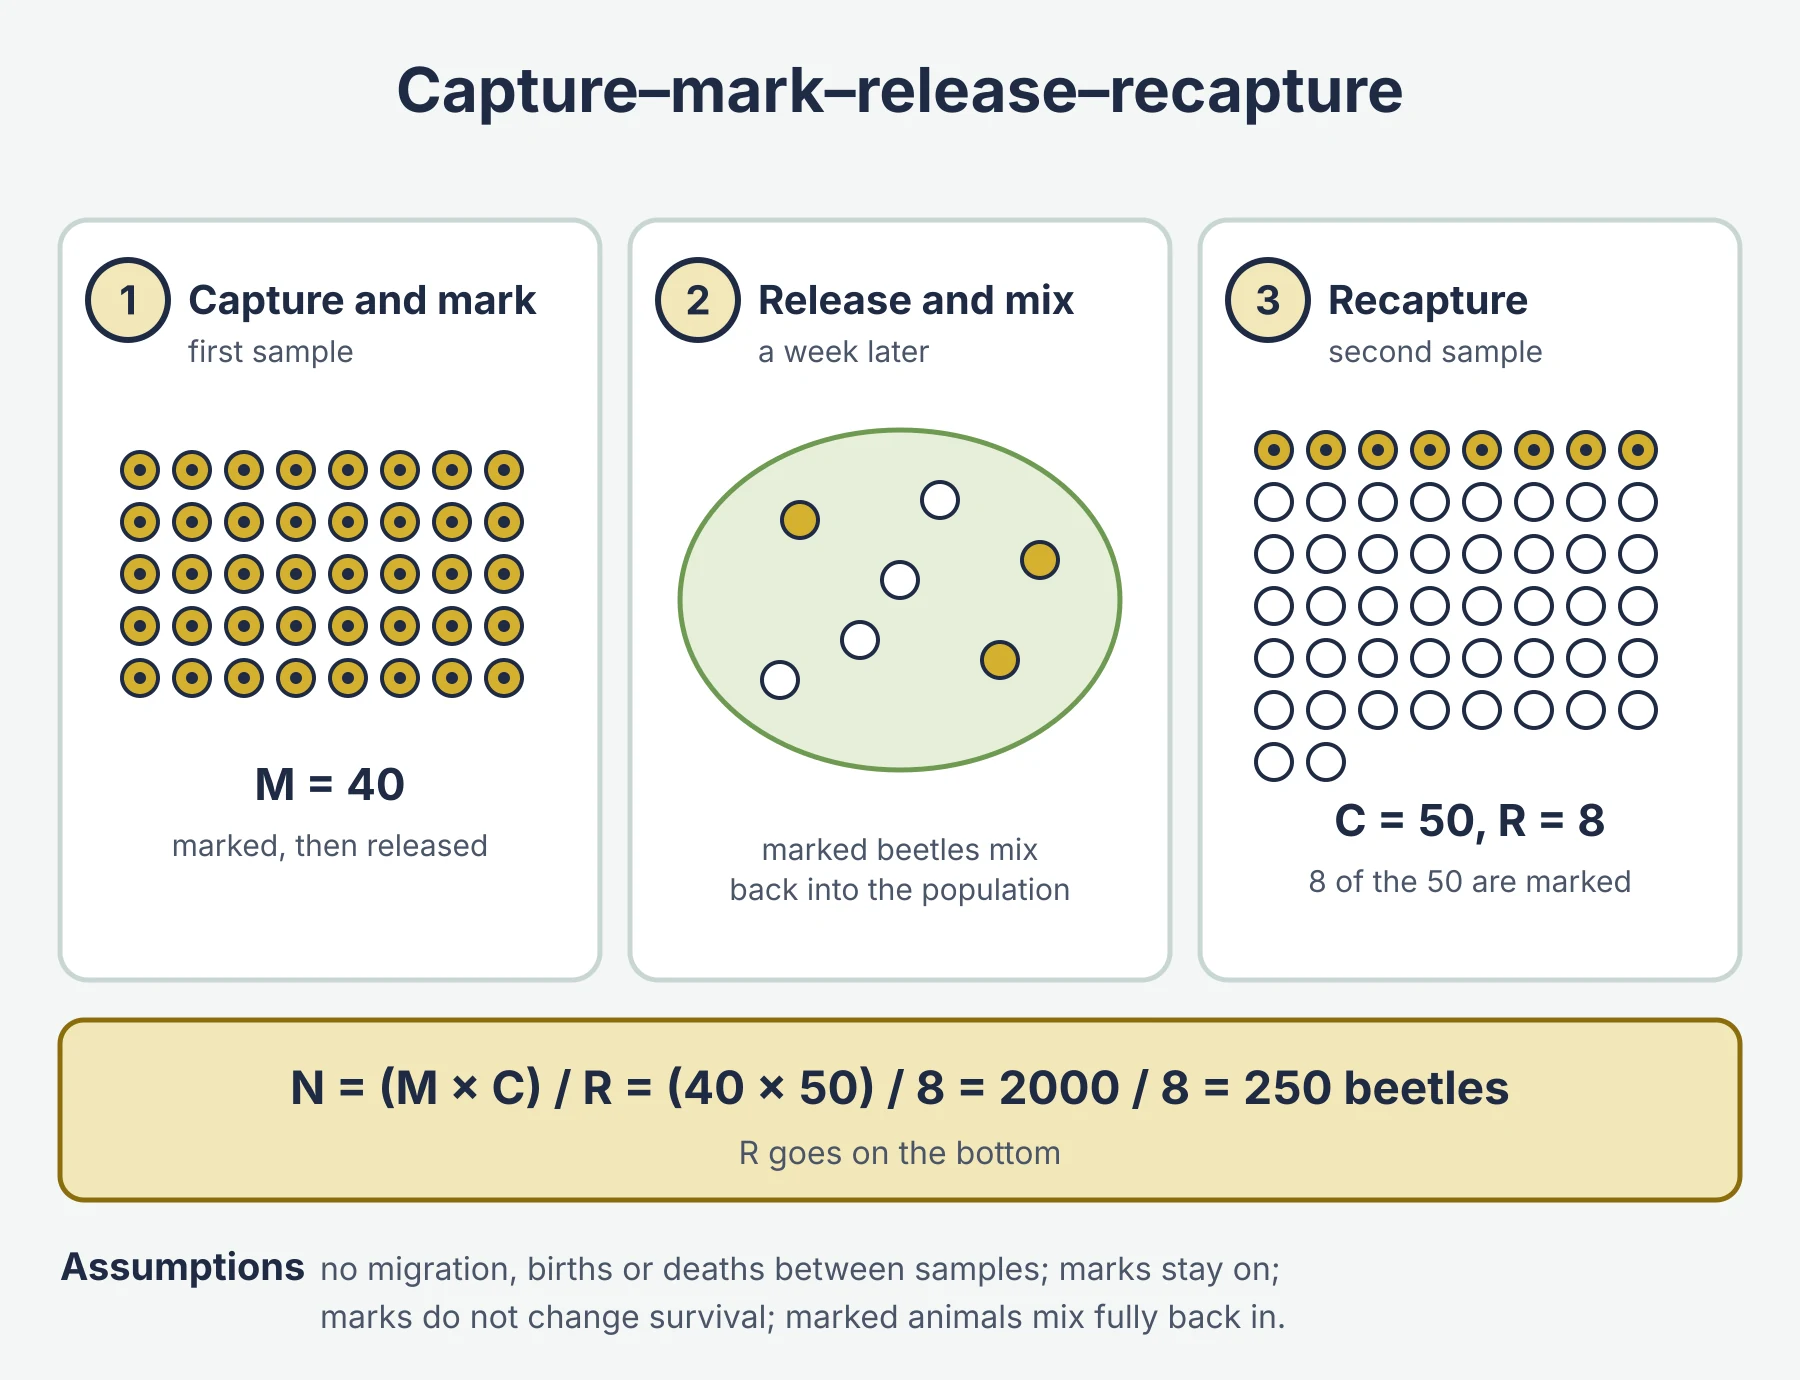 Capture–mark–release–recapture
1 Capture and mark
first sample
M = 40
marked, then released
2 Release and mix
a week later
marked beetles mix
back into the population
3 Recapture
second sample
C = 50, R = 8
8 of the 50 are marked
N = (M × C) / R = (40 × 50) / 8 = 2000 / 8 = 250 beetles
R goes on the bottom
Assumptions no migration, births or deaths between samples; marks stay on;
marks do not change survival; marked animals mix fully back in.